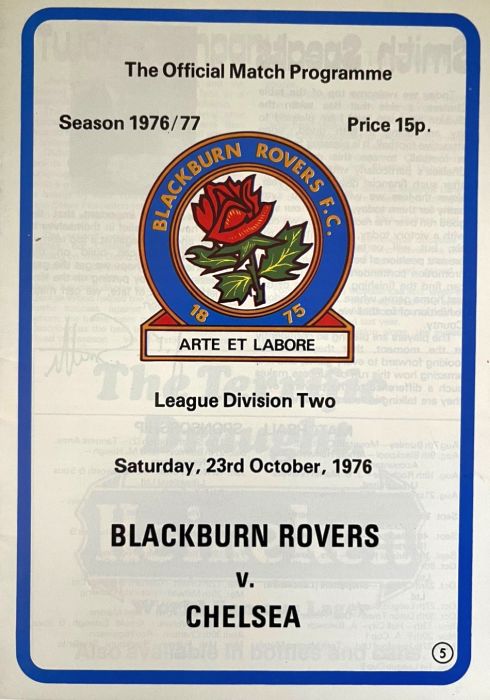 The Official Match Programme
Season 1976/77
Price 15p.
BLACKBURN ROVERS F.C.
18 75
ARTE ET LABORE
League Division Two
Saturday, 23rd October, 1976
BLACKBURN ROVERS
v.
CHELSEA
5